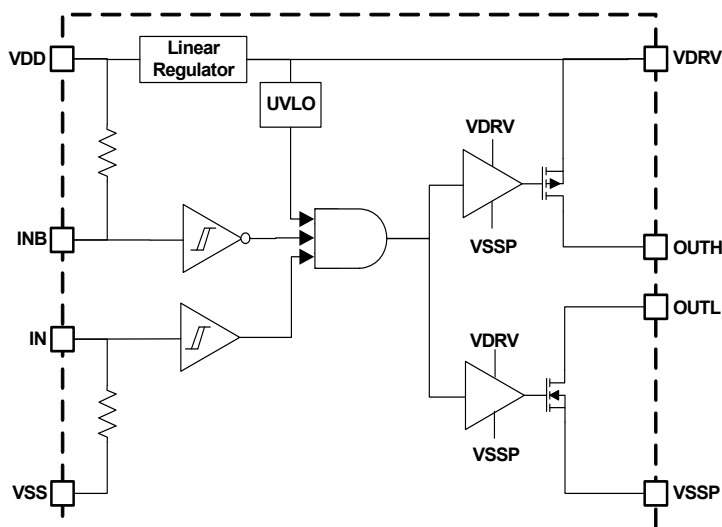 VDD
Linear
Regulator
VDRV
UVLO
VDRV
VSSP
INB
OUTH
OUTL
IN
VDRV
VSSP
VSS
VSSP